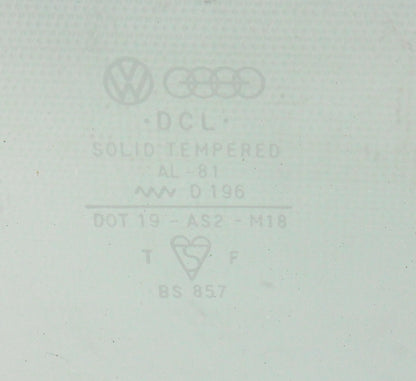 ·DCL·
SOLID TEMPERED
AL-81
D 196
DOT 19 - AS2 - M18
T S F
BS 857